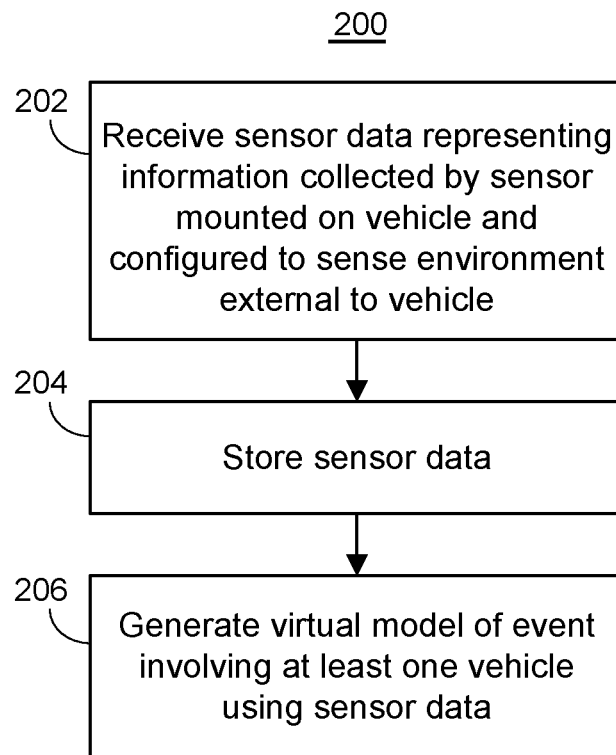 200
202
Receive sensor data representing
information collected by sensor
mounted on vehicle and
configured to sense environment
external to vehicle
204
Store sensor data
206
Generate virtual model of event
involving at least one vehicle
using sensor data